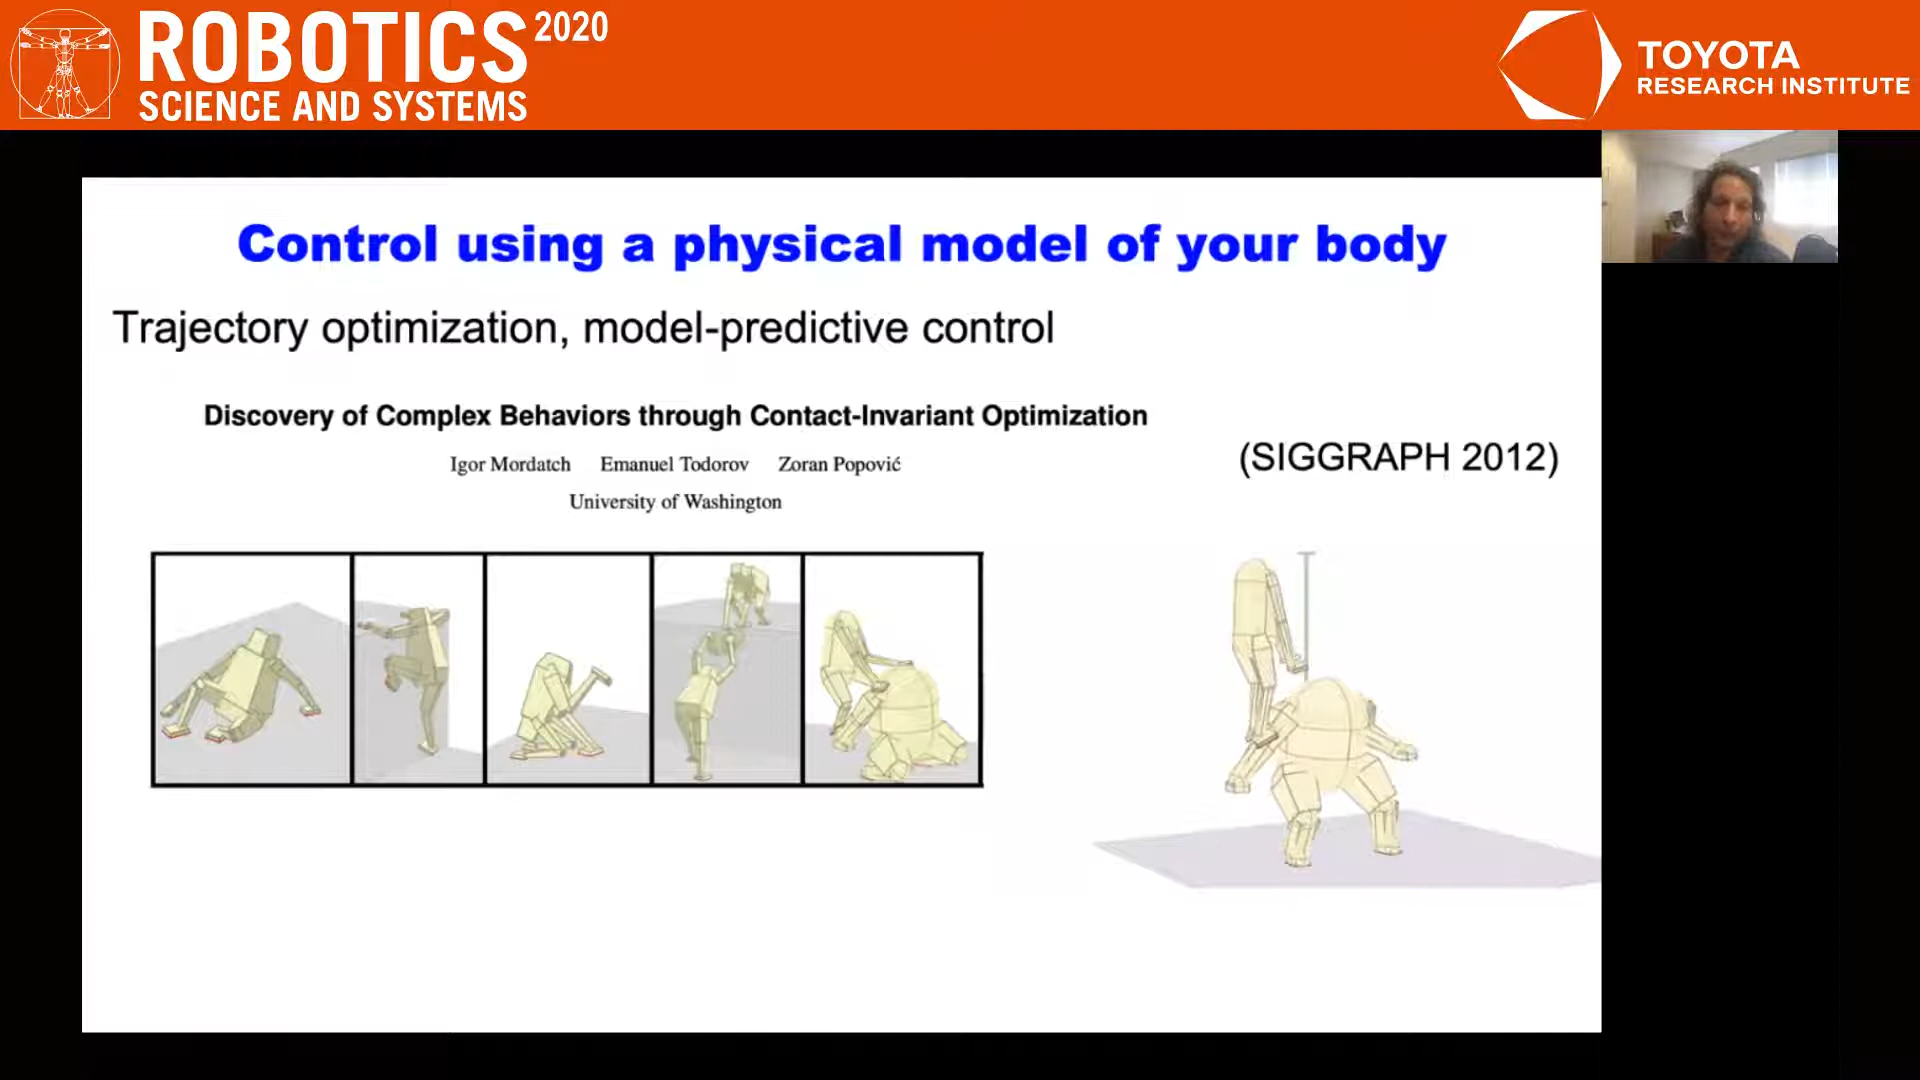 ROBOTICS 2020
SCIENCE AND SYSTEMS
TOYOTA
RESEARCH INSTITUTE
Control using a physical model of your body
Trajectory optimization, model-predictive control
Discovery of Complex Behaviors through Contact-Invariant Optimization
(SIGGRAPH 2012)
Igor Mordatch Emanuel Todorov Zoran Popović
University of Washington